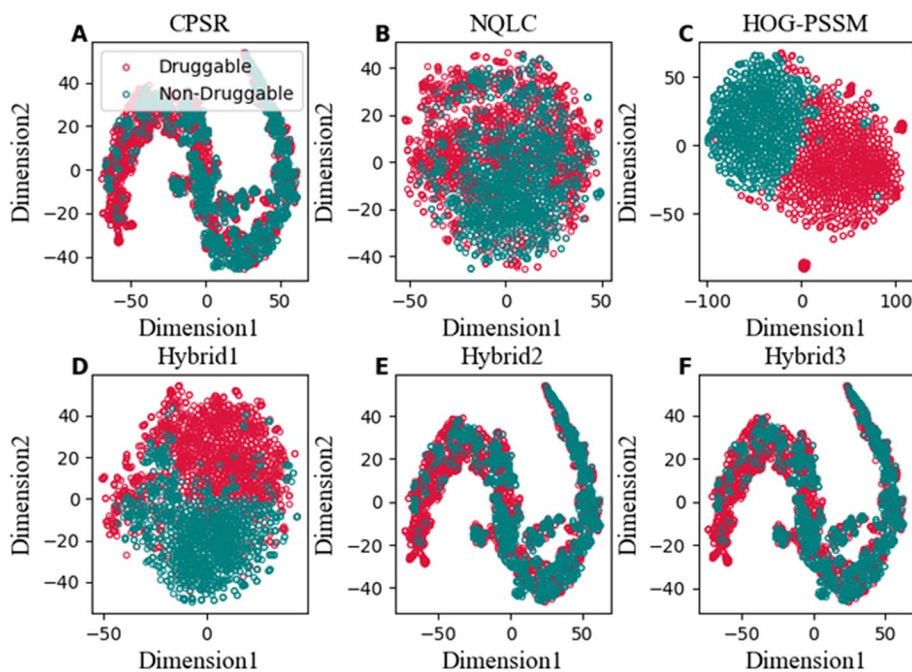 A CPSR
B NQLC
C HOG-PSSM
Druggable
Non-Druggable
Dimension2
40
20
0
−20
−40
−50 0 50
Dimension1
Dimension2
40
20
0
−20
−40
−50 0 50
Dimension1
Dimension2
50
0
−50
−100 0 100
Dimension1
D Hybrid1
E Hybrid2
F Hybrid3
Dimension2
40
20
0
−20
−40
−50 0
Dimension1
Dimension2
40
20
0
−20
−40
−50 0 50
Dimension1
Dimension2
40
20
0
−20
−40
−50 0 50
Dimension1